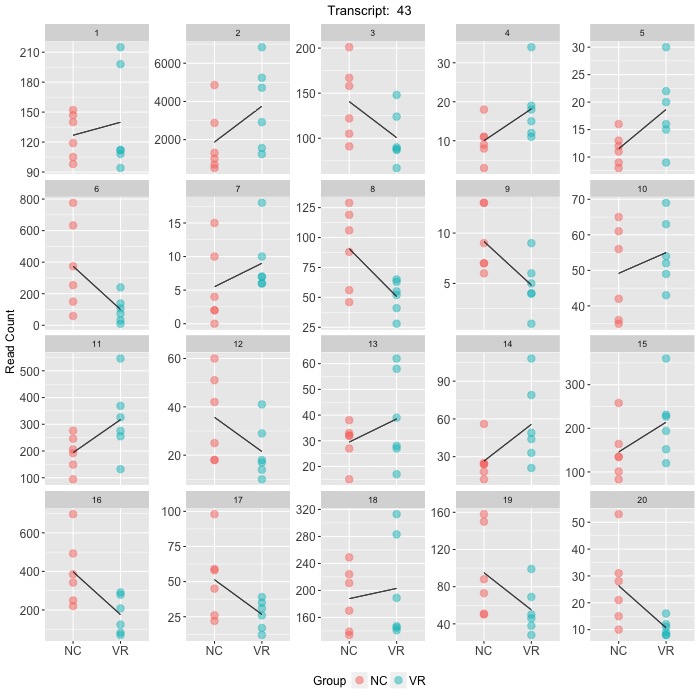 Transcript: 43
1 2 3 4 5
210 180 150 120 90
6000 4000 2000
200 150 100
30 20 10
30 25 20 15 10
6 7 8 9 10
800 600 400 200 0
15 10 5 0
125 100 75 50 25
10 5
70 60 50 40
Read Count
11 12 13 14 15
500 400 300 200 100
60 40 20
60 50 40 30 20
90 60 30
300 200 100
16 17 18 19 20
600 400 200
100 75 50 25
320 280 240 200 160
160 120 80 40
50 40 30 20 10
NC VR NC VR NC VR NC VR NC VR
Group NC VR